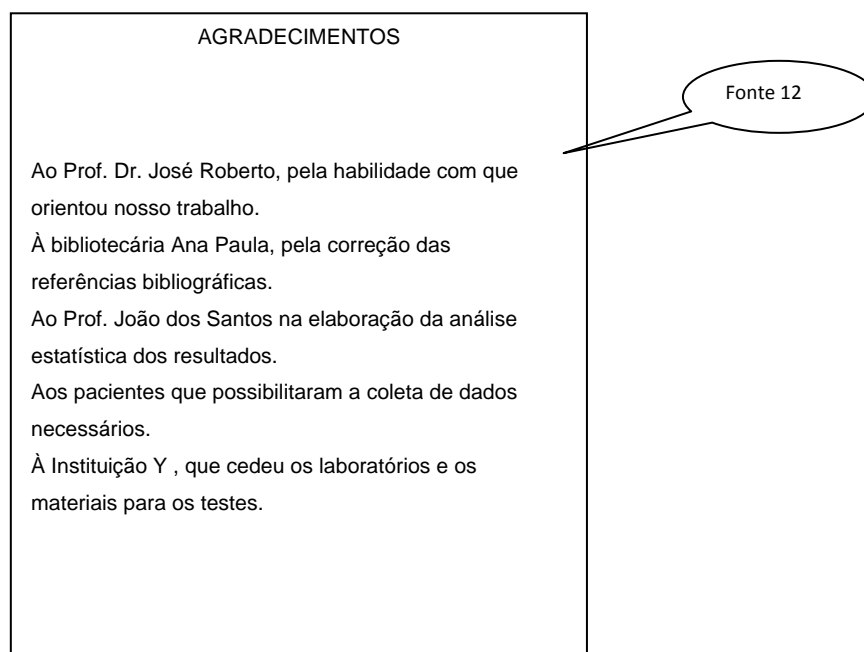 AGRADECIMENTOS
Fonte 12
Ao Prof. Dr. José Roberto, pela habilidade com que
orientou nosso trabalho.
À bibliotecária Ana Paula, pela correção das
referências bibliográficas.
Ao Prof. João dos Santos na elaboração da análise
estatística dos resultados.
Aos pacientes que possibilitaram a coleta de dados
necessários.
À Instituição Y , que cedeu os laboratórios e os
materiais para os testes.